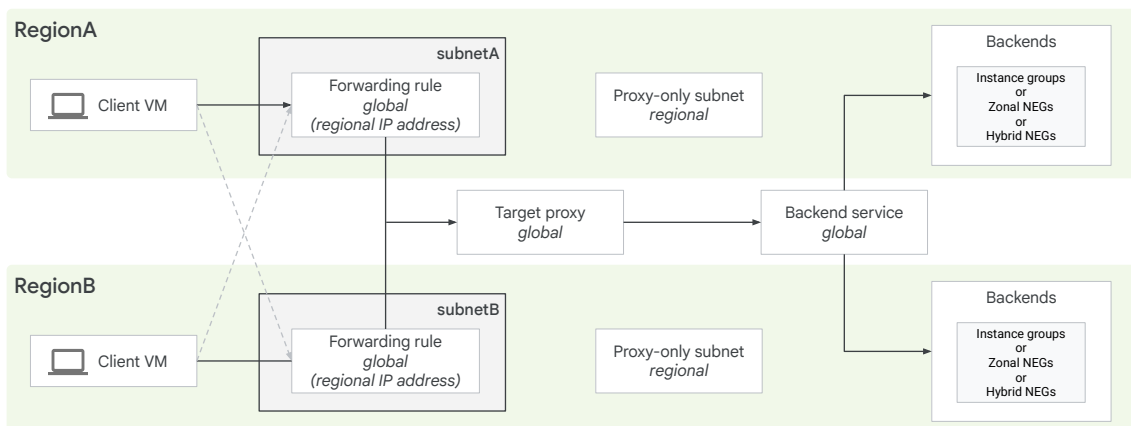 RegionA
subnetA
Client VM
Forwarding rule
global
(regional IP address)
Proxy-only subnet
regional
Backends
Instance groups
or
Zonal NEGs
or
Hybrid NEGs
Target proxy
global
Backend service
global
RegionB
subnetB
Client VM
Forwarding rule
global
(regional IP address)
Proxy-only subnet
regional
Backends
Instance groups
or
Zonal NEGs
or
Hybrid NEGs